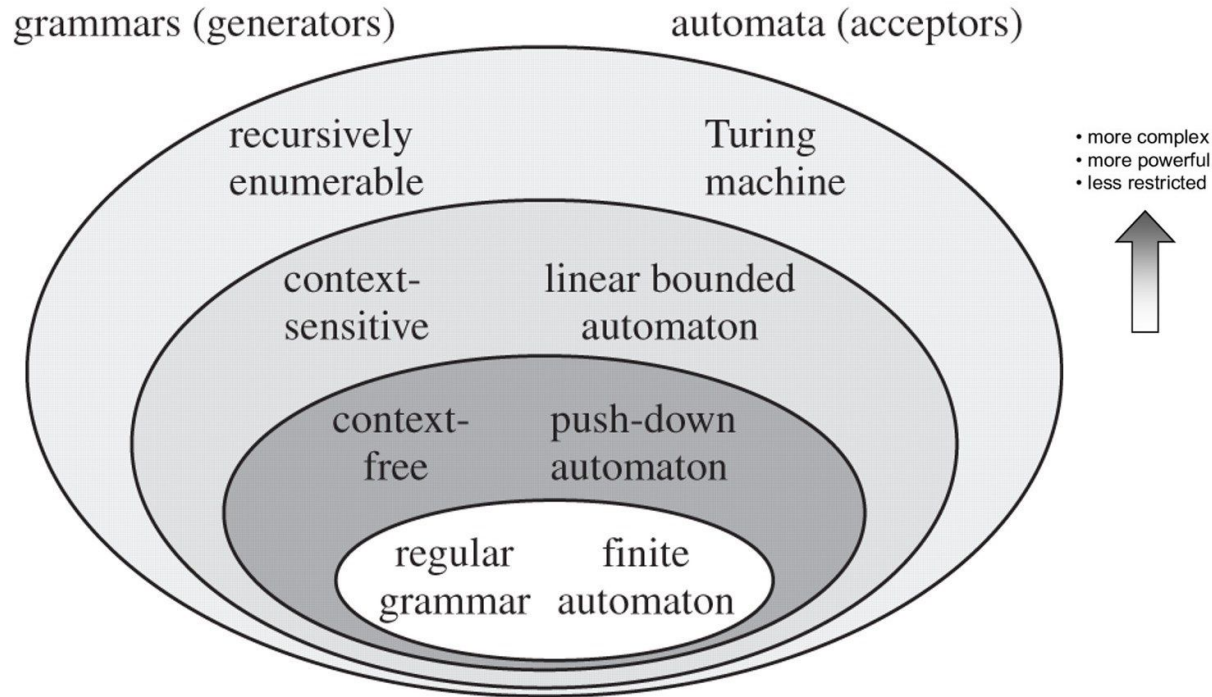 grammars (generators)
automata (acceptors)
recursively
enumerable
Turing
machine
• more complex
• more powerful
• less restricted
context-
sensitive
linear bounded
automaton
context-
free
push-down
automaton
regular
grammar
finite
automaton